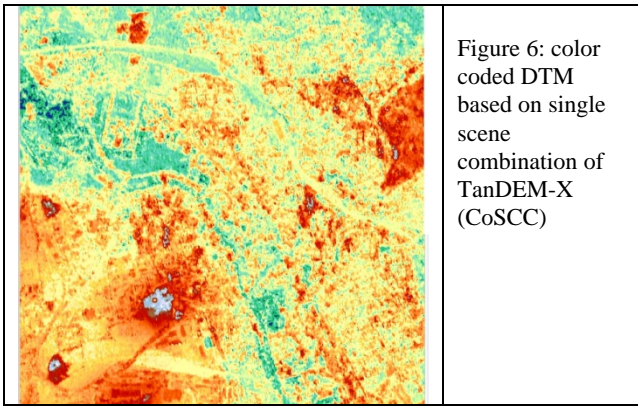 Figure 6: color
coded DTM
based on single
scene
combination of
TanDEM-X
(CoSCC)